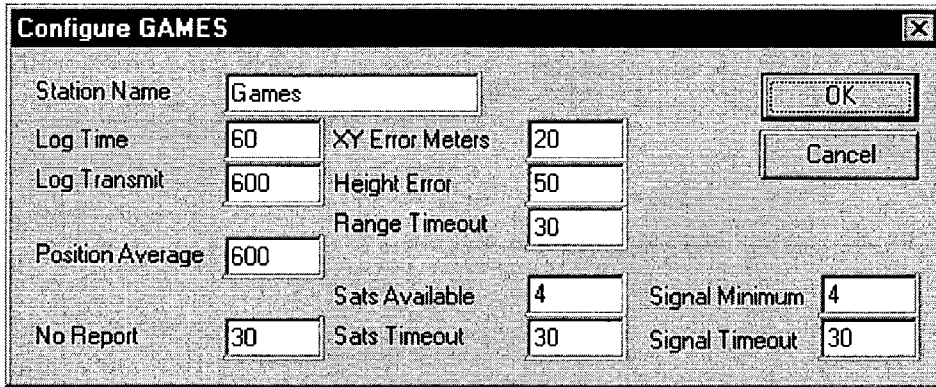 Configure GAMES
Station Name Games OK
Log Time 60 XY Error Meters 20 Cancel
Log Transmit 600 Height Error 50
Range Timeout 30
Position Average 600
Sats Available 4 Signal Minimum 4
No Report 30 Sats Timeout 30 Signal Timeout 30